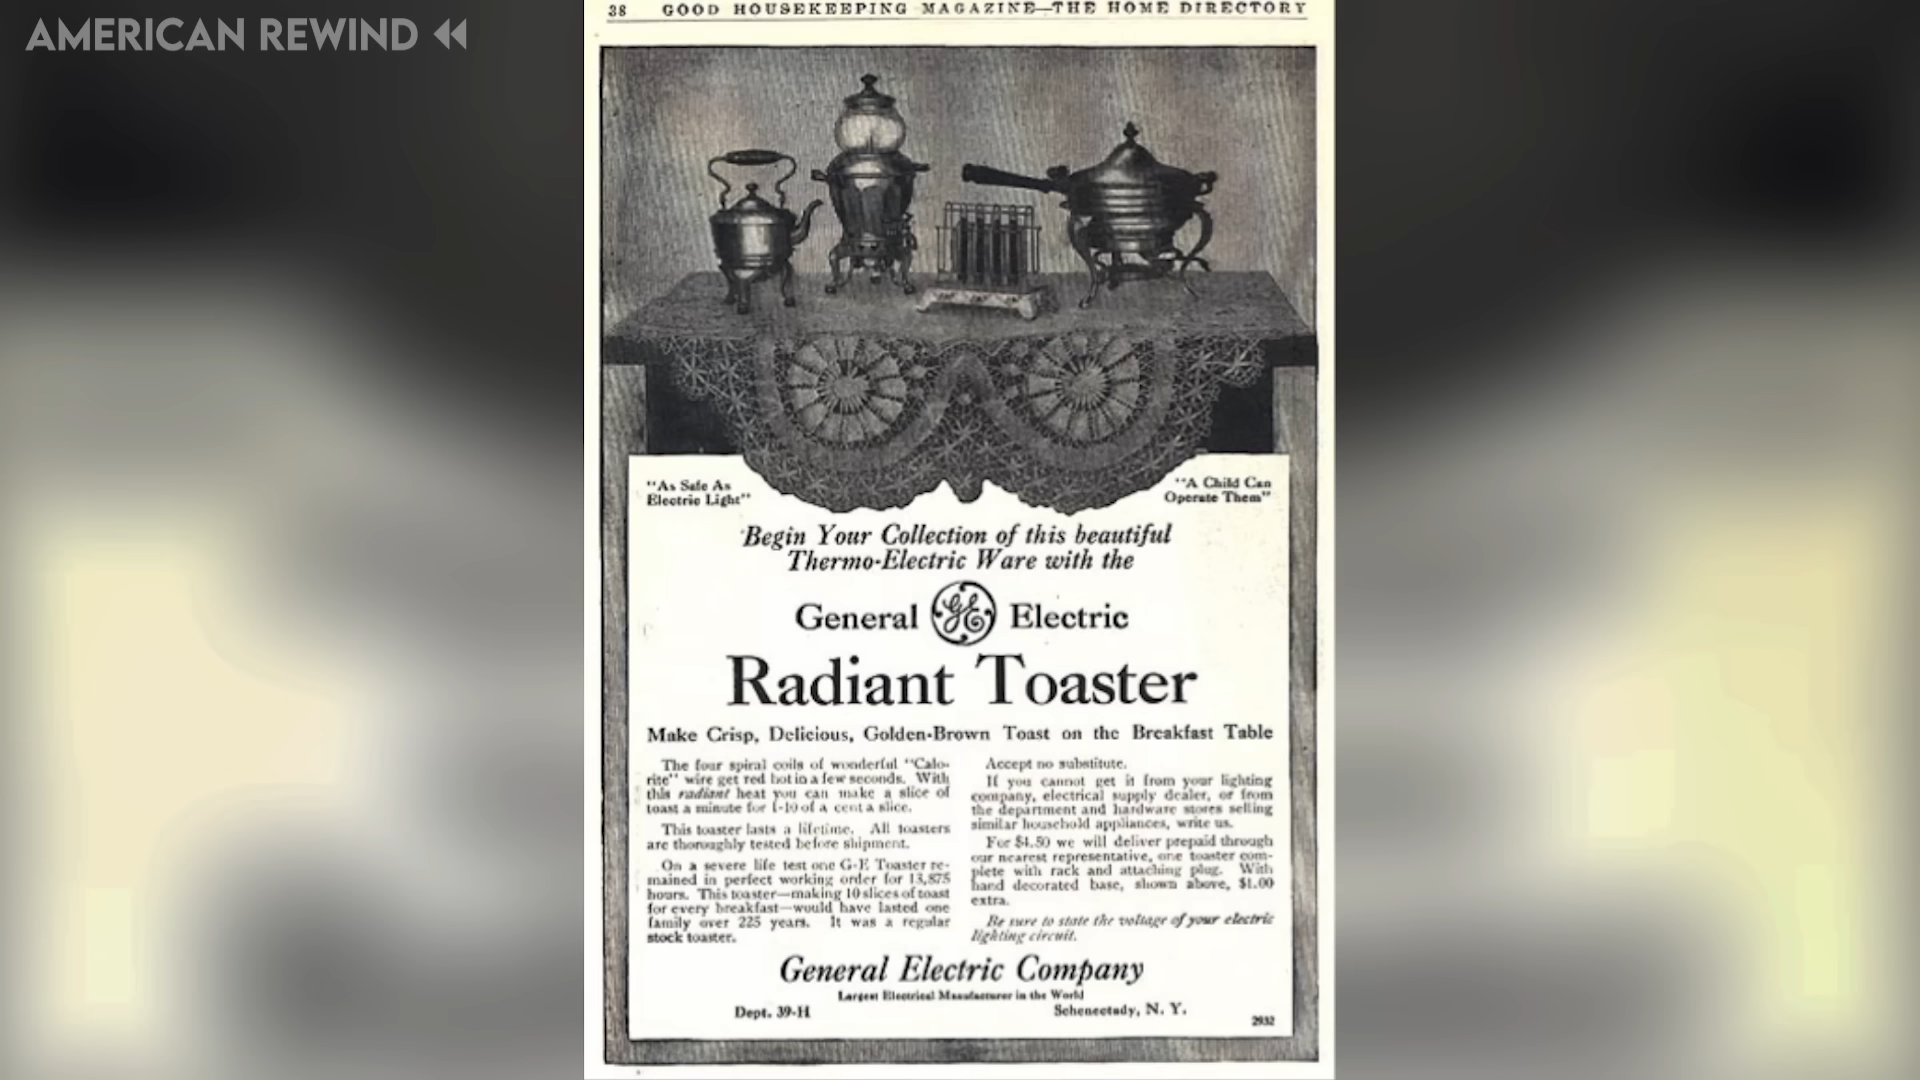 AMERICAN REWIND
38 GOOD HOUSEKEEPING MAGAZINE—THE HOME DIRECTORY
"As Safe As
Electric Light"
"A Child Can
Operate Them"
Begin Your Collection of this beautiful
Thermo-Electric Ware with the
General GE Electric
Radiant Toaster
Make Crisp, Delicious, Golden-Brown Toast on the Breakfast Table
The four spiral coils of wonderful "Calo-
rite" wire get red hot in a few seconds. With
this radiant heat you can make a slice of
toast a minute for 1-10 of a cent a slice.
This toaster lasts a lifetime. All toasters
are thoroughly tested before shipment.
On a severe life test one G-E Toaster re-
mained in perfect working order for 13,875
hours. This toaster—making 10 slices of toast
for every breakfast—would have lasted one
family over 225 years. It was a regular
stock toaster.
Accept no substitute.
If you cannot get it from your lighting
company, electrical supply dealer, or from
the department and hardware stores selling
similar household appliances, write us.
For $4.50 we will deliver prepaid through
our nearest representative, one toaster com-
plete with rack and attaching plug. With
hand decorated base, shown above, $1.00
extra.
Be sure to state the voltage of your electric
lighting circuit.
General Electric Company
Largest Electrical Manufacturer in the World
Dept. 39-H Schenectady, N. Y.
2932